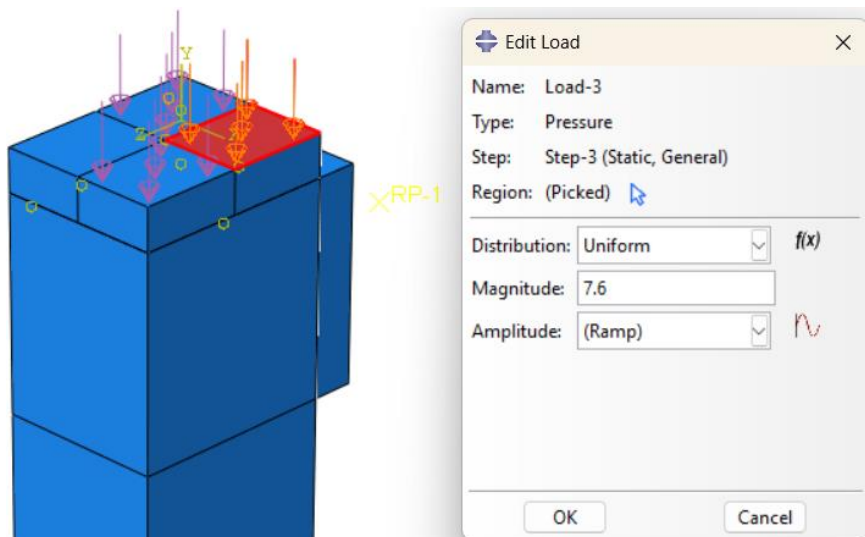 Y
Z
X
RP-1
Edit Load
Name: Load-3
Type: Pressure
Step: Step-3 (Static, General)
Region: (Picked)
Distribution: Uniform f(x)
Magnitude: 7.6
Amplitude: (Ramp)
OK Cancel